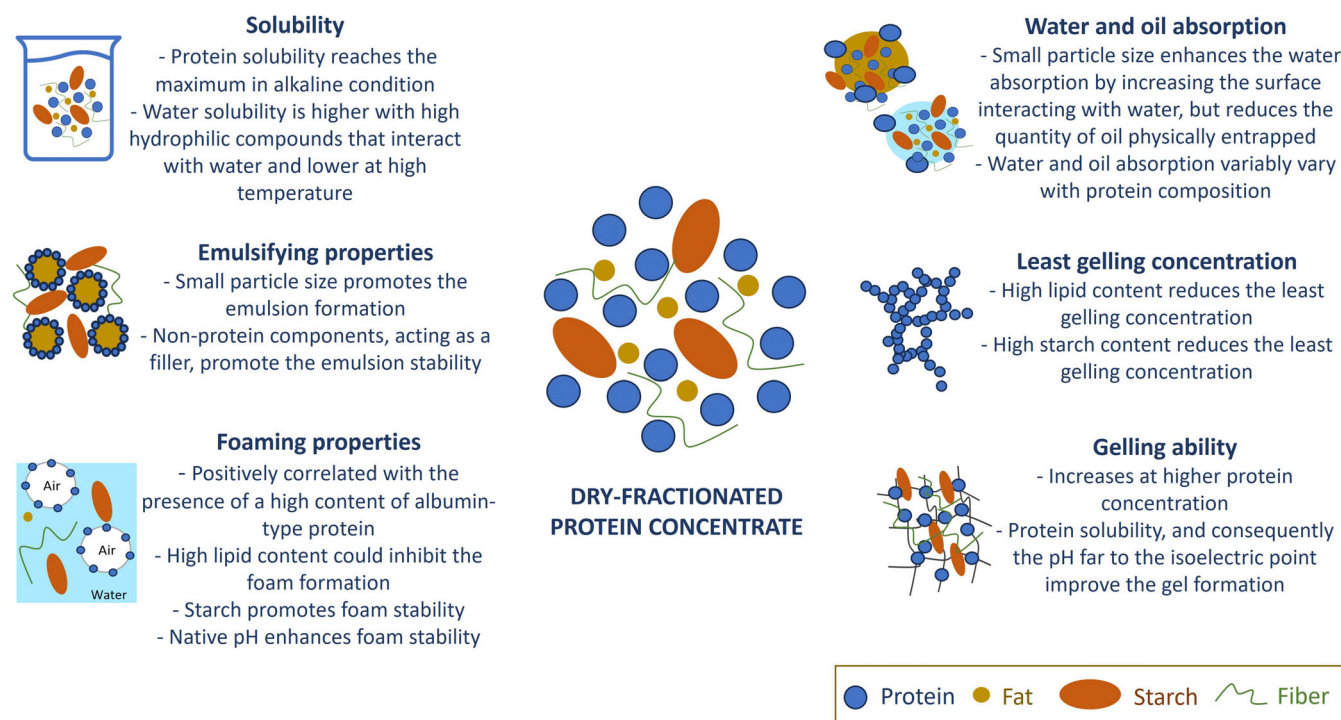 Solubility
- Protein solubility reaches the
maximum in alkaline condition
- Water solubility is higher with high
hydrophilic compounds that interact
with water and lower at high
temperature
Emulsifying properties
- Small particle size promotes the
emulsion formation
- Non-protein components, acting as a
filler, promote the emulsion stability
Foaming properties
- Positively correlated with the
presence of a high content of albumin-
type protein
- High lipid content could inhibit the
foam formation
- Starch promotes foam stability
- Native pH enhances foam stability
Air
Air
Water
DRY-FRACTIONATED
PROTEIN CONCENTRATE
Water and oil absorption
- Small particle size enhances the water
absorption by increasing the surface
interacting with water, but reduces the
quantity of oil physically entrapped
- Water and oil absorption variably vary
with protein composition
Least gelling concentration
- High lipid content reduces the least
gelling concentration
- High starch content reduces the least
gelling concentration
Gelling ability
- Increases at higher protein
concentration
- Protein solubility, and consequently
the pH far to the isoelectric point
improve the gel formation
Protein Fat Starch Fiber